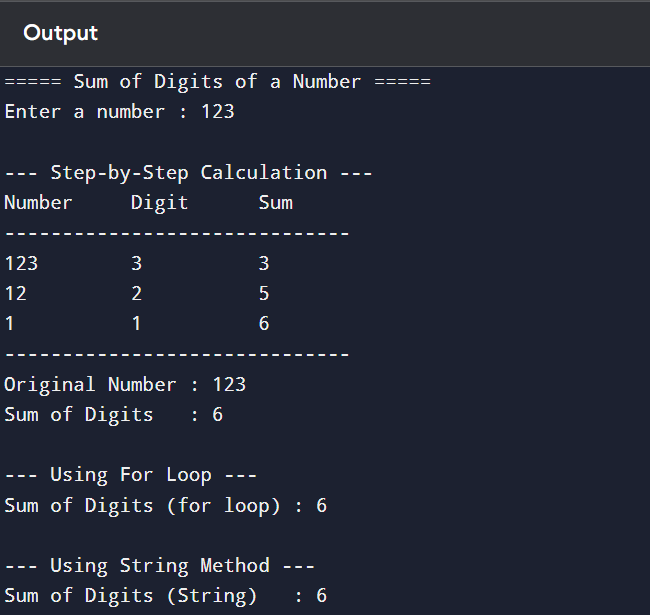 Output
===== Sum of Digits of a Number =====
Enter a number : 123
--- Step-by-Step Calculation ---
Number     Digit      Sum
------------------------------
123        3          3
12         2          5
1          1          6
------------------------------
Original Number : 123
Sum of Digits   : 6
--- Using For Loop ---
Sum of Digits (for loop) : 6
--- Using String Method ---
Sum of Digits (String)   : 6